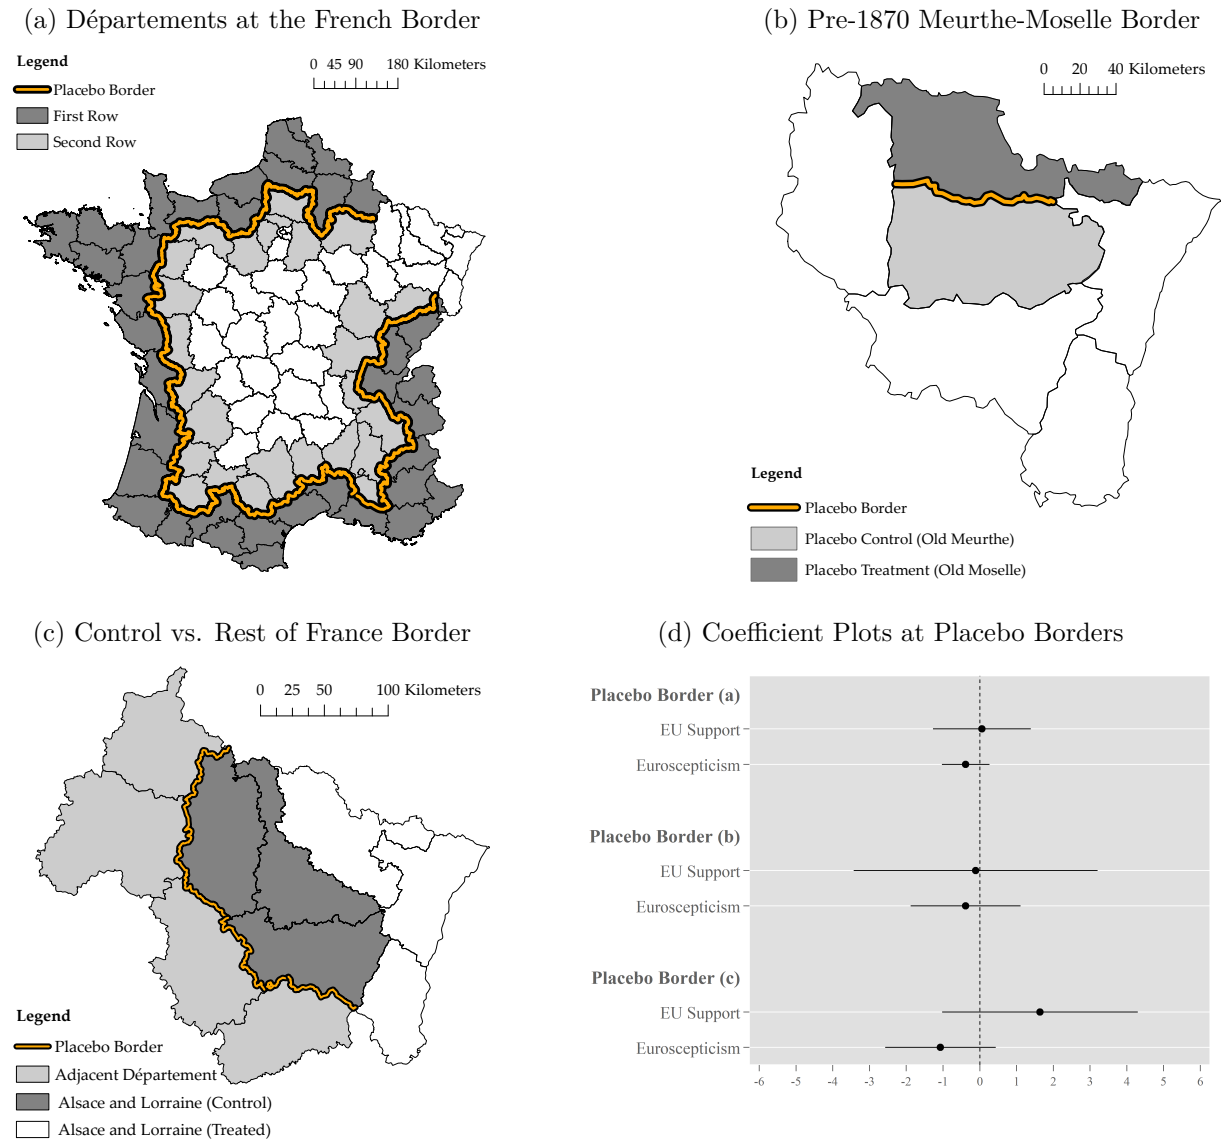 (a) Départements at the French Border
Legend
Placebo Border
First Row
Second Row
0 45 90 180 Kilometers
(b) Pre-1870 Meurthe-Moselle Border
0 20 40 Kilometers
Legend
Placebo Border
Placebo Control (Old Meurthe)
Placebo Treatment (Old Moselle)
(c) Control vs. Rest of France Border
0 25 50 100 Kilometers
Legend
Placebo Border
Adjacent Département
Alsace and Lorraine (Control)
Alsace and Lorraine (Treated)
(d) Coefficient Plots at Placebo Borders
Placebo Border (a)
EU Support
Euroscepticism
Placebo Border (b)
EU Support
Euroscepticism
Placebo Border (c)
EU Support
Euroscepticism
-6 -5 -4 -3 -2 -1 0 1 2 3 4 5 6